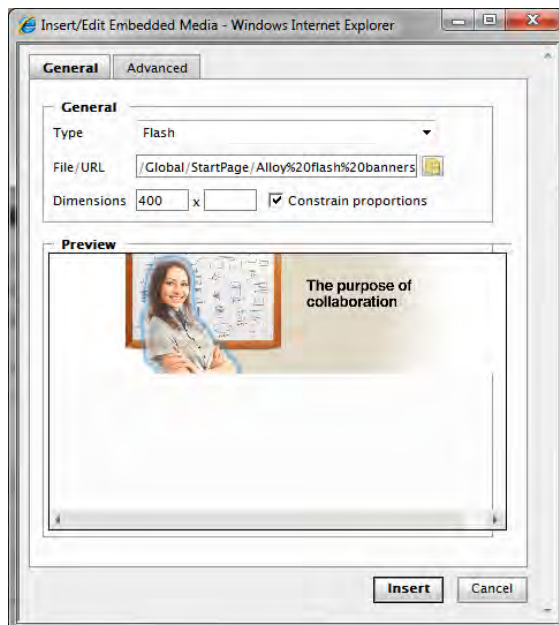 Insert/Edit Embedded Media - Windows Internet Explorer
General Advanced
General
Type Flash
File/URL /Global/StartPage/Alloy%20flash%20banners
Dimensions 400 x Constrain proportions
Preview
The purpose of
collaboration
Insert Cancel